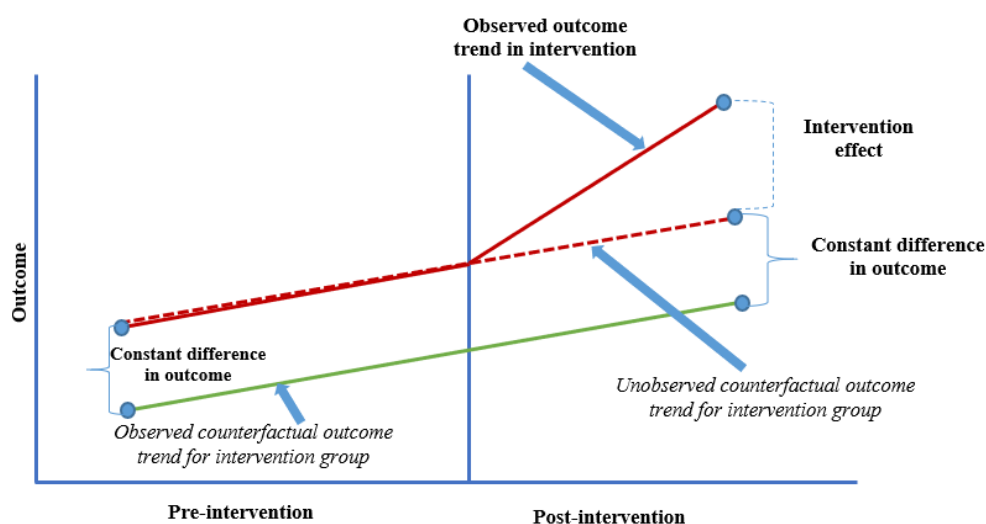 Observed outcome
trend in intervention
Intervention
effect
Constant difference
in outcome
Outcome
Constant difference
in outcome
Unobserved counterfactual outcome
trend for intervention group
Observed counterfactual outcome
trend for intervention group
Pre-intervention
Post-intervention